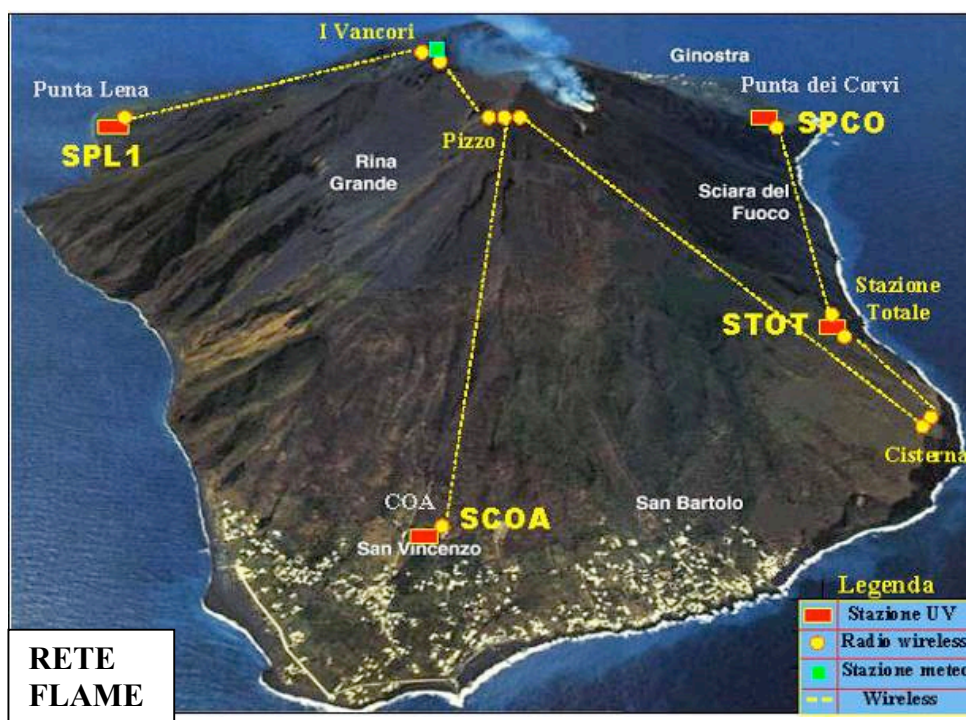 I Vancori
Ginostra
Punta Lena
Punta dei Corvi
SPL1
SPCO
Pizzo
Rina
Grande
Sciara del
Fuoco
Stazione
Totale
STOT
Cisterna
COA
SCOA
San Bartolo
San Vincenzo
Legenda
Stazione UV
Radio wireless
Stazione meteo
Wireless
RETE
FLAME